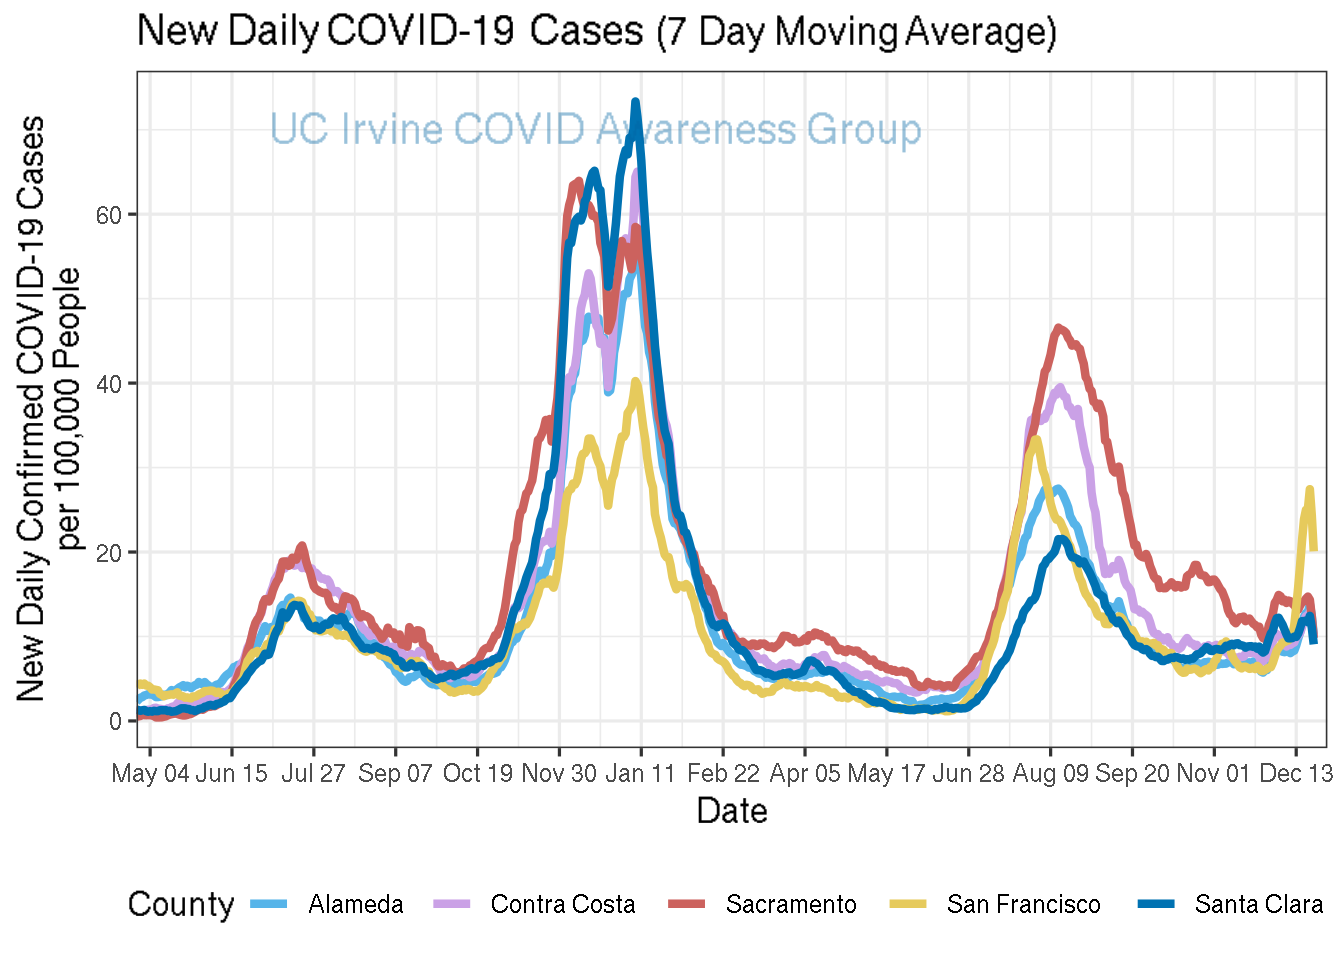 New Daily COVID-19 Cases (7 Day Moving Average)
UC Irvine COVID Awareness Group
New Daily Confirmed COVID-19 Cases
per 100,000 People
60
40
20
0
May 04 Jun 15 Jul 27 Sep 07 Oct 19 Nov 30 Jan 11 Feb 22 Apr 05 May 17 Jun 28 Aug 09 Sep 20 Nov 01 Dec 13
Date
County Alameda Contra Costa Sacramento San Francisco Santa Clara